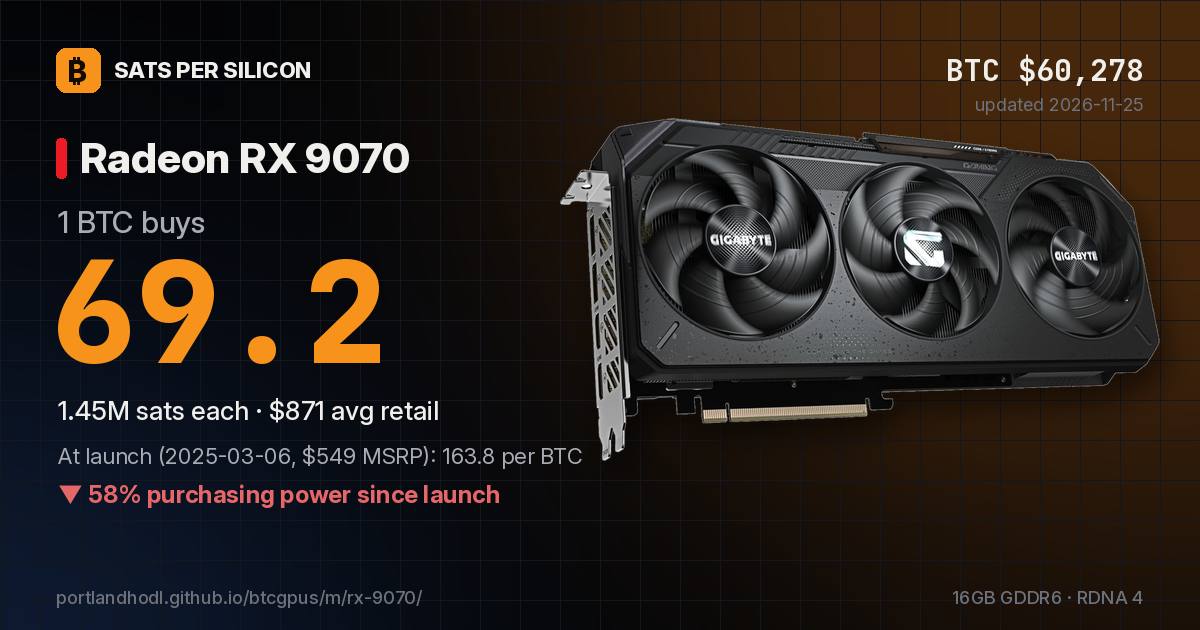 ₿ SATS PER SILICON
BTC $60,278
updated 2026-11-25
Radeon RX 9070
1 BTC buys
69.2
1.45M sats each · $871 avg retail
At launch (2025-03-06, $549 MSRP): 163.8 per BTC
▼ 58% purchasing power since launch
GAMING
GIGABYTE
GIGABYTE
portlandhodl.github.io/btcgpus/m/rx-9070/
16GB GDDR6 · RDNA 4